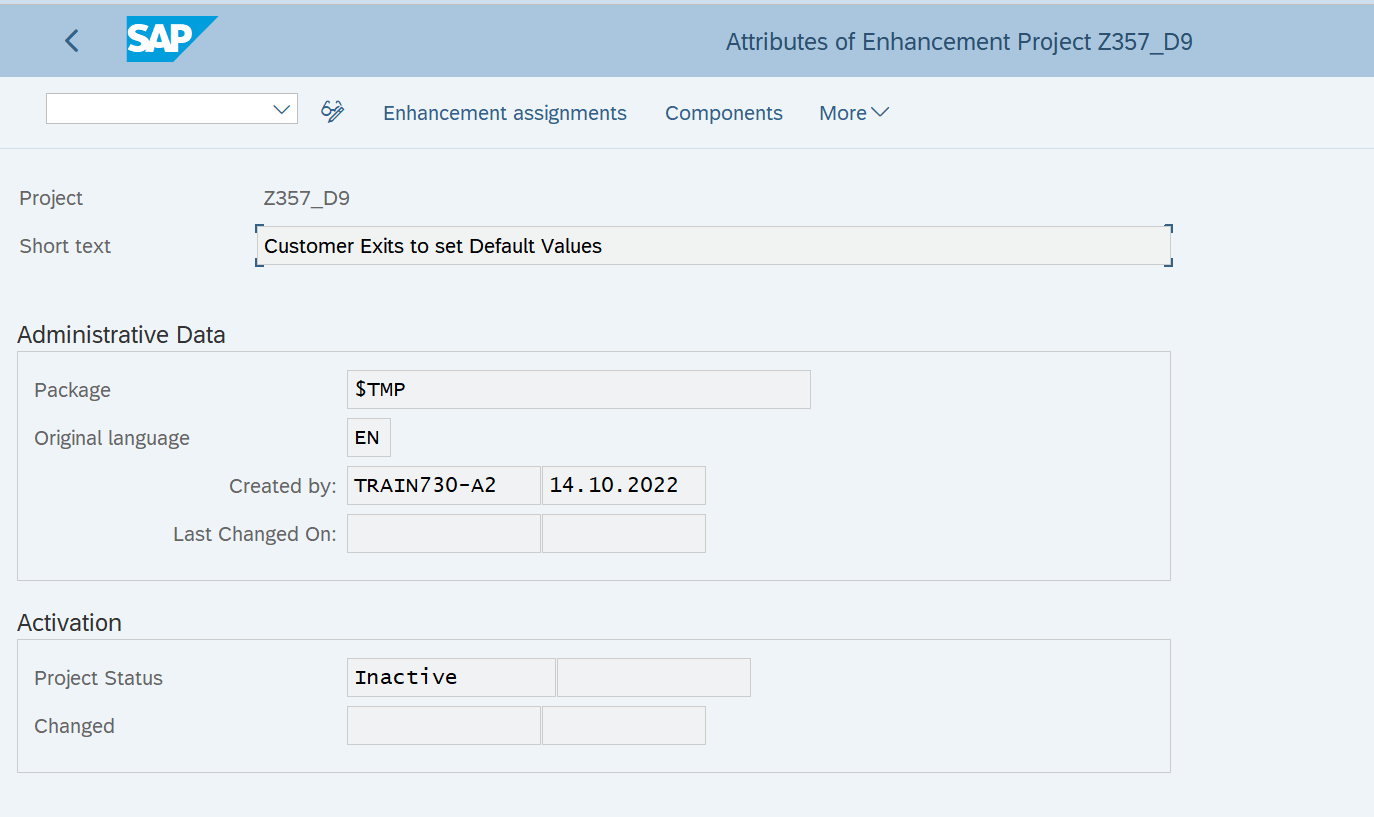 SAP
Attributes of Enhancement Project Z357_D9
Enhancement assignments Components More
Project Z357_D9
Short text Customer Exits to set Default Values
Administrative Data
Package $TMP
Original language EN
Created by: TRAIN730-A2 14.10.2022
Last Changed On:
Activation
Project Status Inactive
Changed